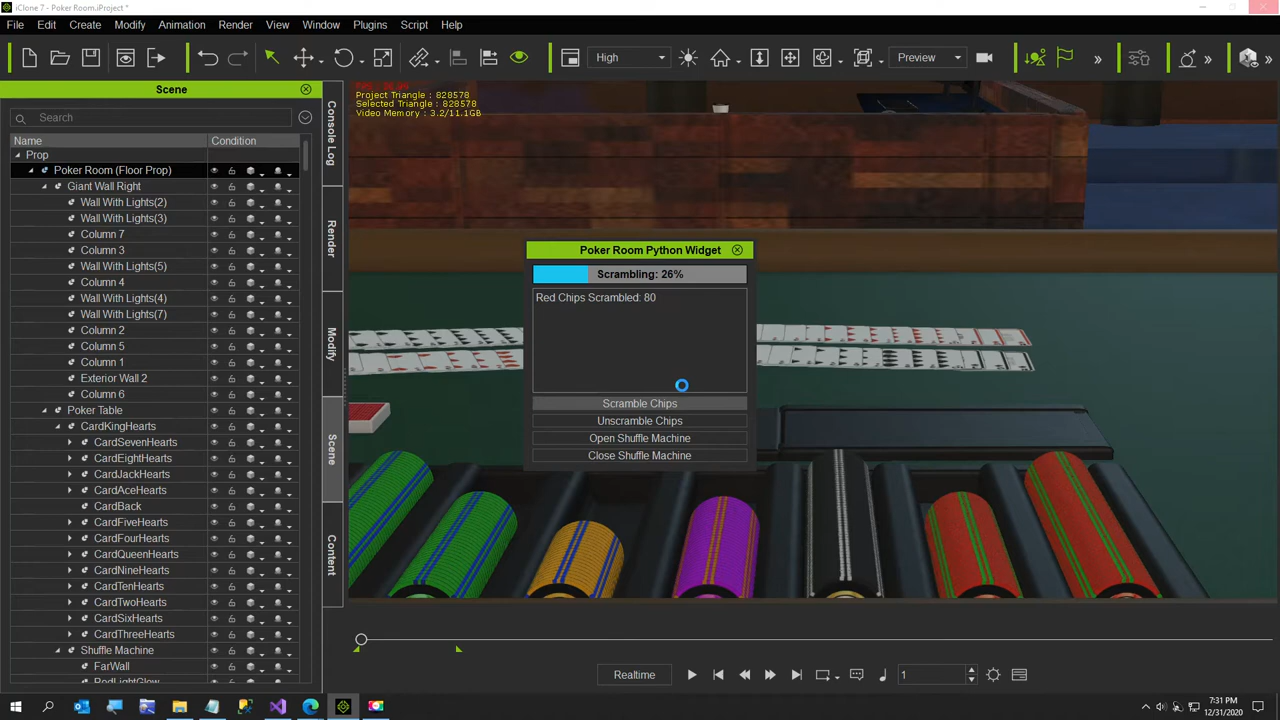 iClone 7 - Poker Room.iProject *
File Edit Create Modify Animation Render View Window Plugins Script Help
High
Preview
Scene
Search
Name Condition
Prop
Poker Room (Floor Prop)
Giant Wall Right
Wall With Lights(2)
Wall With Lights(3)
Column 7
Column 3
Wall With Lights(5)
Column 4
Wall With Lights(4)
Wall With Lights(7)
Column 2
Column 5
Column 1
Exterior Wall 2
Column 6
Poker Table
CardKingHearts
CardSevenHearts
CardEightHearts
CardJackHearts
CardAceHearts
CardBack
CardFiveHearts
CardFourHearts
CardQueenHearts
CardNineHearts
CardTenHearts
CardTwoHearts
CardSixHearts
CardThreeHearts
Shuffle Machine
FarWall
RedLightGlow
Console Log
Render
Modify
Scene
Content
Project Triangle : 828578
Selected Triangle : 828578
Video Memory : 3.2/11.1GB
Poker Room Python Widget
Scrambling: 26%
Red Chips Scrambled: 80
Scramble Chips
Unscramble Chips
Open Shuffle Machine
Close Shuffle Machine
Realtime
1
7:31 PM
12/31/2020